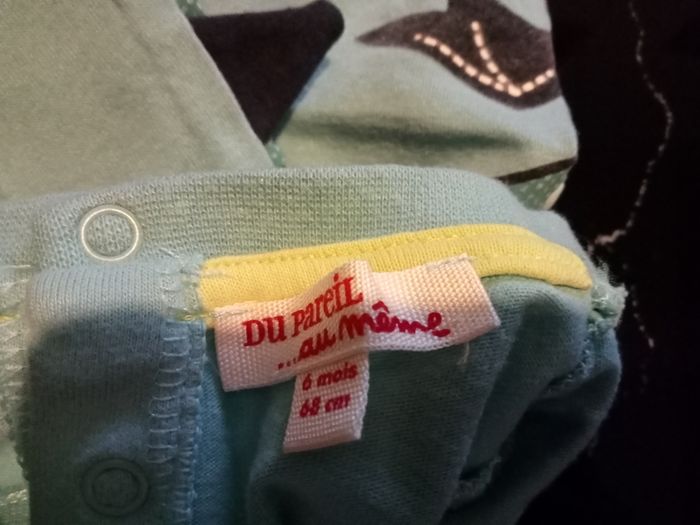 DU PAREIL
...au même
6 mois
68 cm